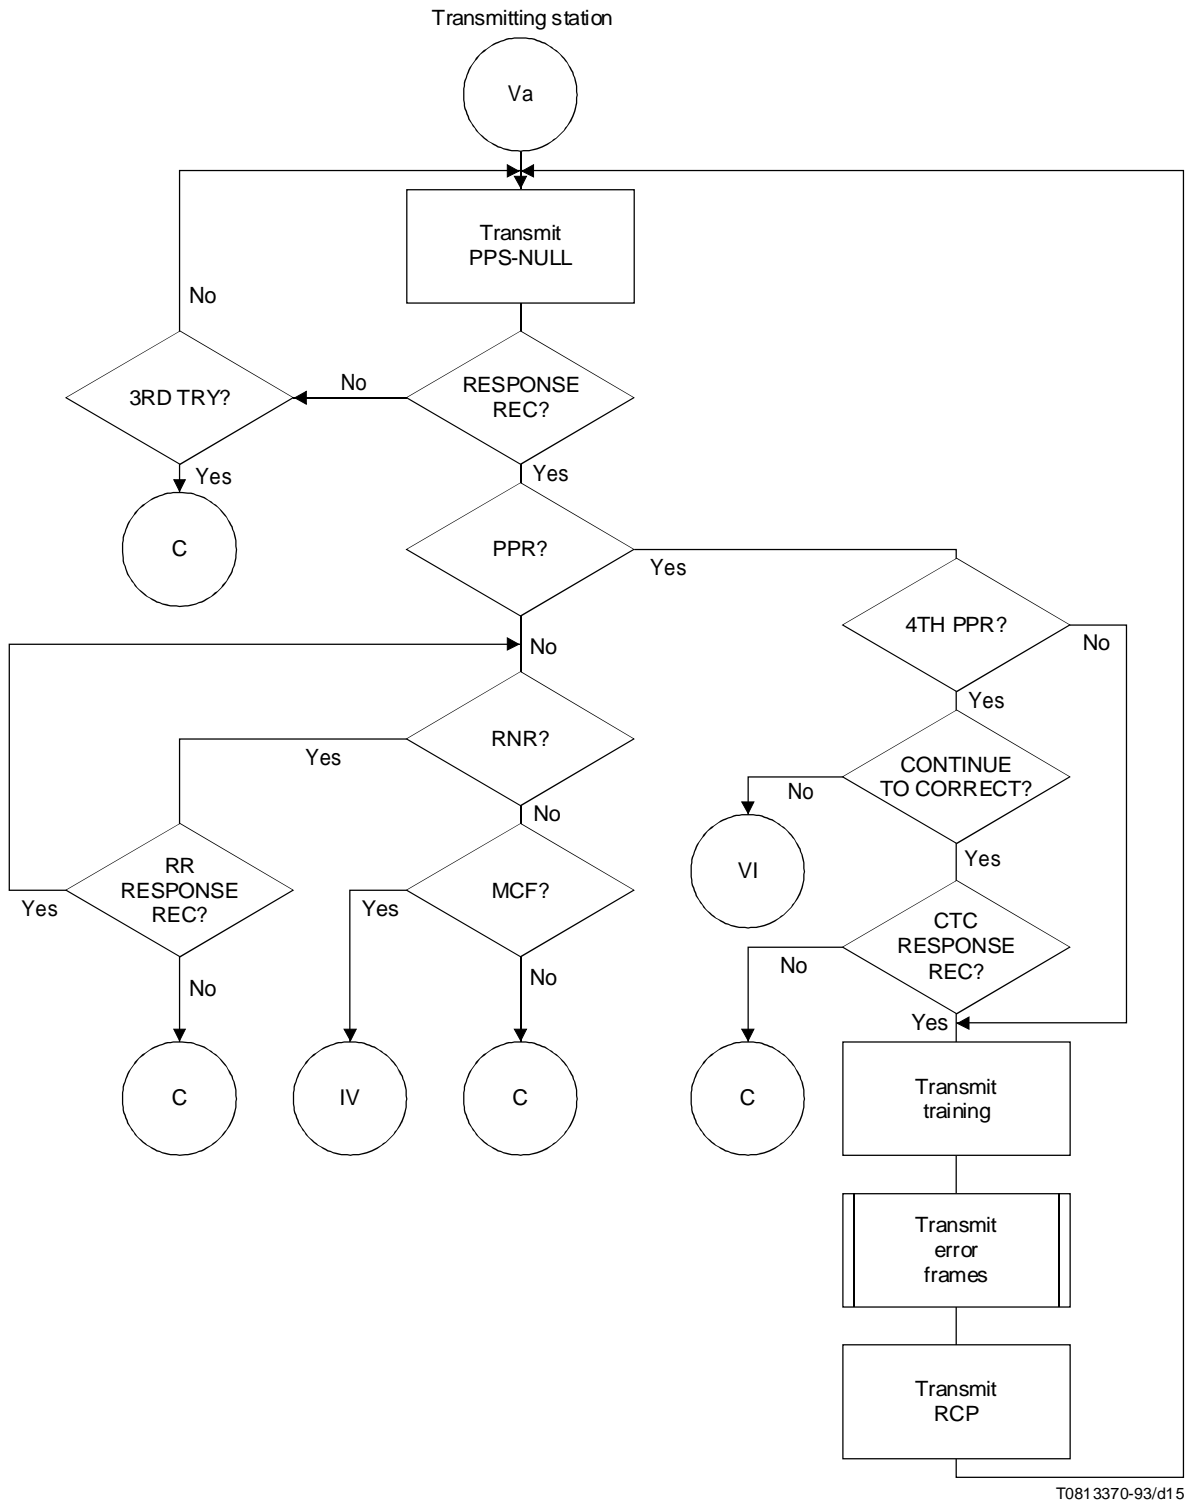 Transmitting station
Va
Transmit
PPS-NULL
No
3RD TRY?
No
RESPONSE
REC?
Yes
Yes
C
PPR?
Yes
4TH PPR?
No
No
Yes
RNR?
Yes
CONTINUE
TO CORRECT?
No
No
Yes
RR
RESPONSE
REC?
Yes
MCF?
Yes
VI
CTC
RESPONSE
REC?
No
No
No
Yes
C
IV
C
C
Transmit
training
Transmit
error
frames
Transmit
RCP
T0813370-93/d15